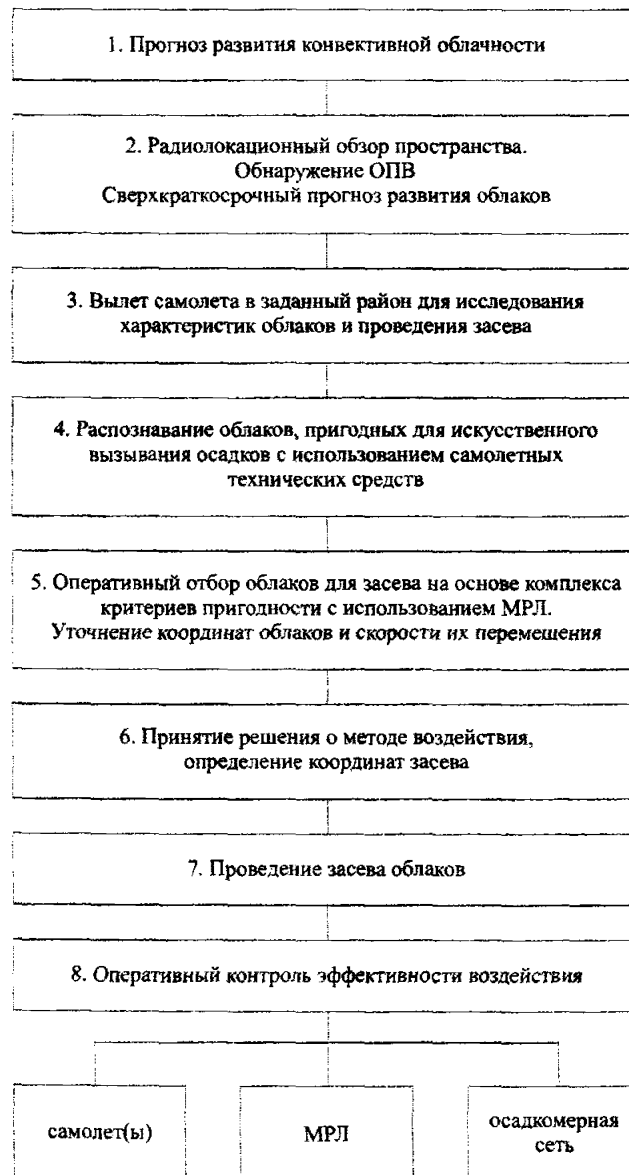 1. Прогноз развития конвективной облачности
2. Радиолокационный обзор пространства.
Обнаружение ОПВ
Сверхкраткосрочный прогноз развития облаков
3. Вылет самолета в заданный район для исследования
характеристик облаков и проведения засева
4. Распознавание облаков, пригодных для искусственного
вызывания осадков с использованием самолетных
технических средств
5. Оперативный отбор облаков для засева на основе комплекса
критериев пригодности с использованием МРЛ.
Уточнение координат облаков и скорости их перемешения
6. Принятие решения о методе воздействия,
определение координат засева
7. Проведение засева облаков
8. Оперативный контроль эффективности воздействия
самолет(ы)
МРЛ
осадкомерная
сеть